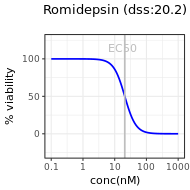 Romidepsin (dss:20.2)
EC50
100
50
0
% viability
0.1 1 10 100 1000
conc(nM)